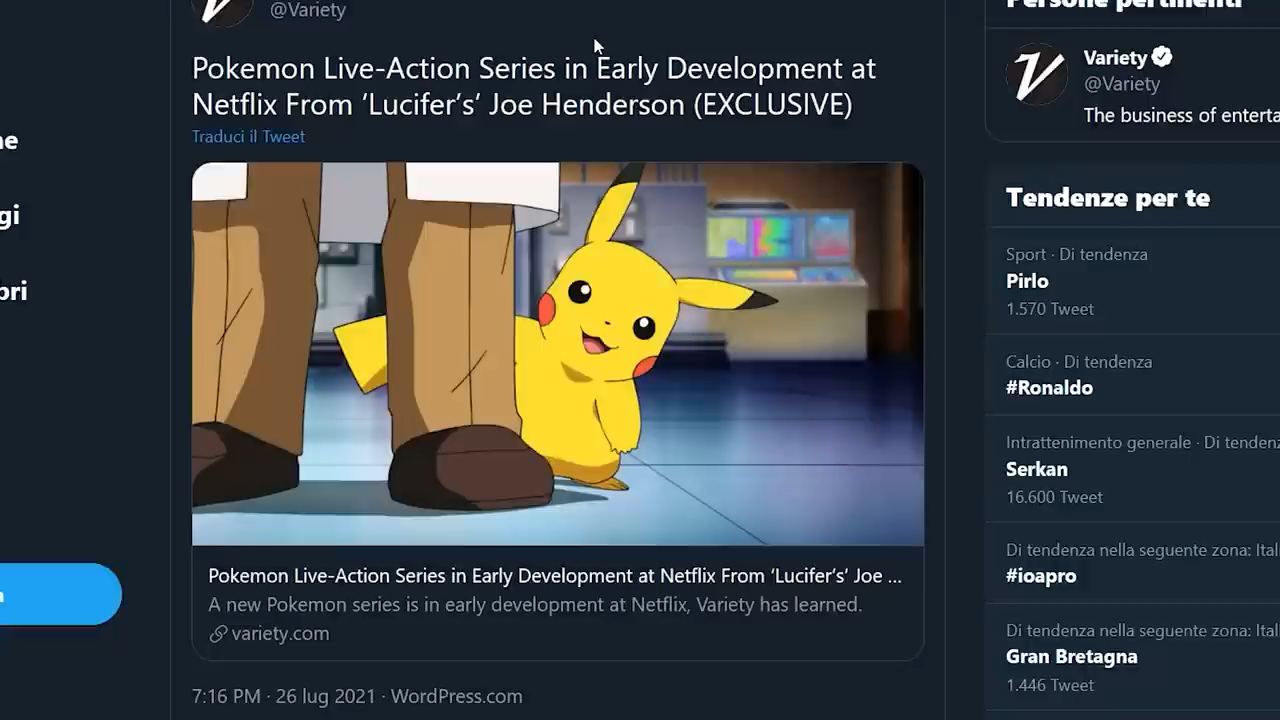 @Variety
Pokemon Live-Action Series in Early Development at
Netflix From ‘Lucifer’s’ Joe Henderson (EXCLUSIVE)
Traduci il Tweet
Pokemon Live-Action Series in Early Development at Netflix From ‘Lucifer’s’ Joe ...
A new Pokemon series is in early development at Netflix, Variety has learned.
variety.com
7:16 PM · 26 lug 2021 · WordPress.com
Persone pertinenti
Variety
@Variety
The business of enterta
Tendenze per te
Sport · Di tendenza
Pirlo
1.570 Tweet
Calcio · Di tendenza
#Ronaldo
Intrattenimento generale · Di tendenz
Serkan
16.600 Tweet
Di tendenza nella seguente zona: Ital
#ioapro
Di tendenza nella seguente zona: Ital
Gran Bretagna
1.446 Tweet